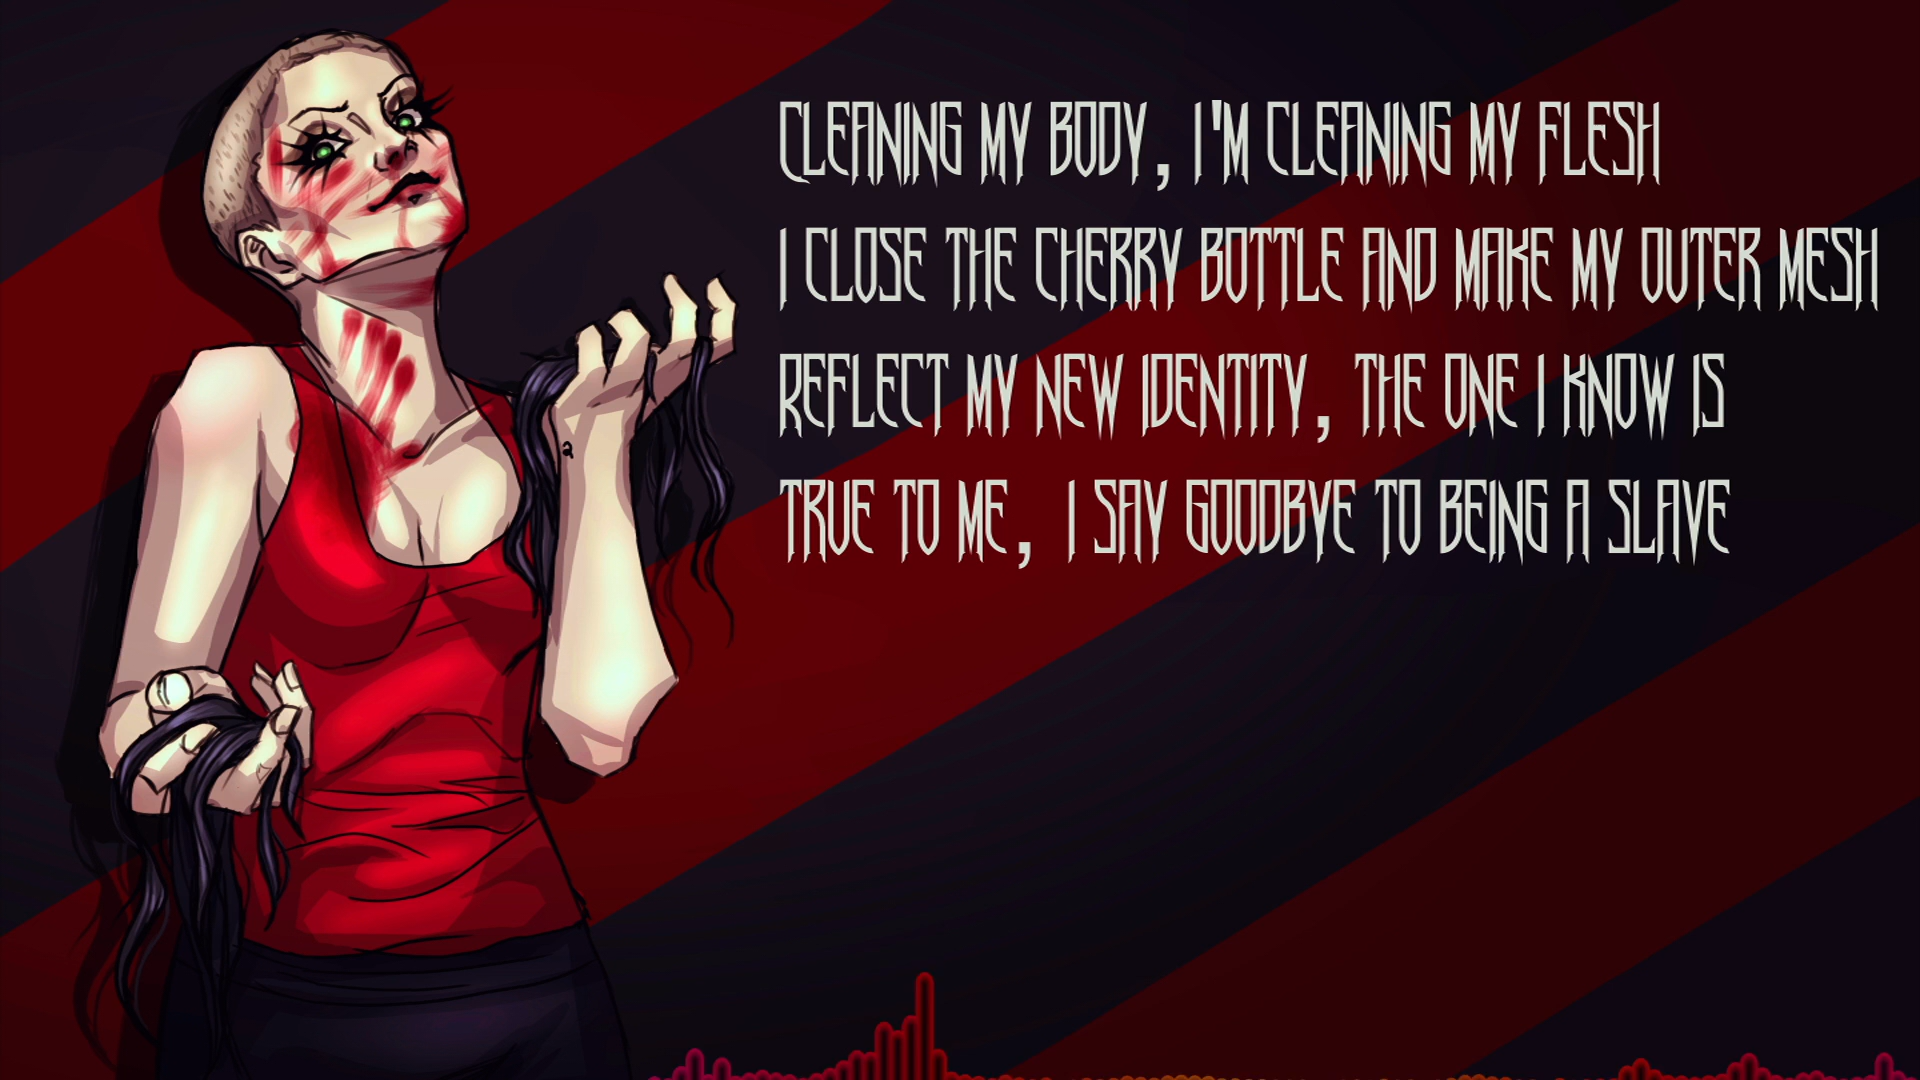 CLEANING MY BODY, I'M CLEANING MY FLESH
I CLOSE THE CHERRY BOTTLE AND MAKE MY OUTER MESH
REFLECT MY NEW IDENTITY, THE ONE I KNOW IS
TRUE TO ME, I SAY GOODBYE TO BEING A SLAVE
2